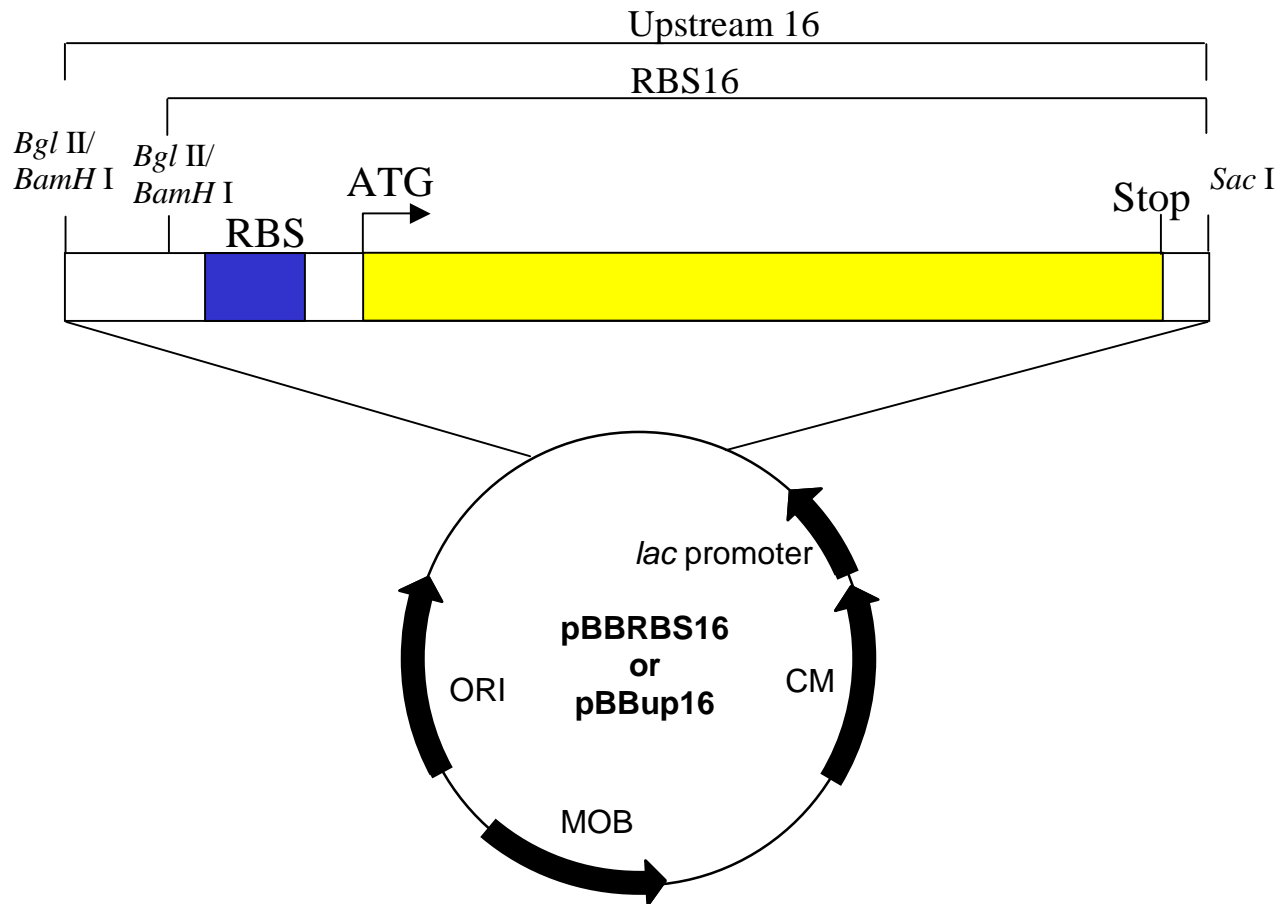 Upstream 16
RBS16
Bgl II/
BamH I
Bgl II/
BamH I
RBS
ATG
Stop
Sac I
lac promoter
pBBRBS16
or
pBBup16
ORI
CM
MOB